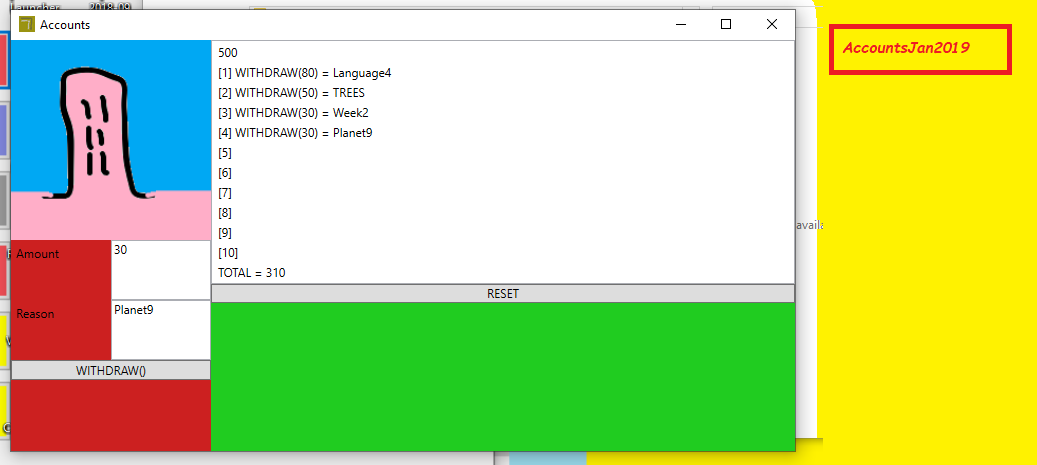 Launcher 2018-09
Accounts
AccountsJan2019
500
[1] WITHDRAW(80) = Language4
[2] WITHDRAW(50) = TREES
[3] WITHDRAW(30) = Week2
[4] WITHDRAW(30) = Planet9
[5]
[6]
[7]
[8]
[9]
[10]
TOTAL = 310
RESET
Amount
30
Reason
Planet9
WITHDRAW()